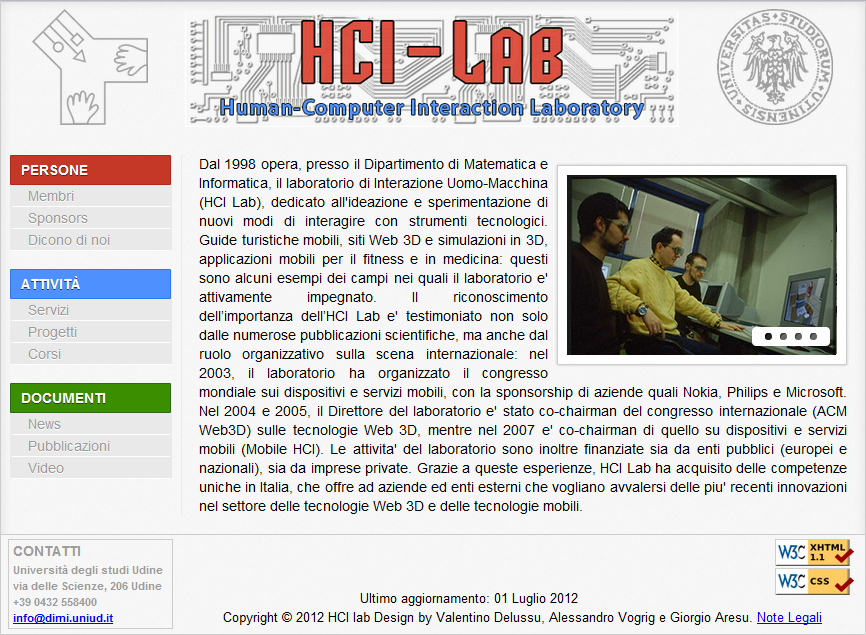 HCI-LAB
Human-Computer Interaction Laboratory
UNIVERSITAS STUDIORUM UTINENSIS
PERSONE
Membri
Sponsors
Dicono di noi
ATTIVITÀ
Servizi
Progetti
Corsi
DOCUMENTI
News
Pubblicazioni
Video
Dal 1998 opera, presso il Dipartimento di Matematica e
Informatica, il laboratorio di Interazione Uomo-Macchina
(HCI Lab), dedicato all'ideazione e sperimentazione di
nuovi modi di interagire con strumenti tecnologici.
Guide turistiche mobili, siti Web 3D e simulazioni in 3D,
applicazioni mobili per il fitness e in medicina: questi
sono alcuni esempi dei campi nei quali il laboratorio e'
attivamente impegnato. Il riconoscimento
dell'importanza dell'HCI Lab e' testimoniato non solo
dalle numerose pubblicazioni scientifiche, ma anche dal
ruolo organizzativo sulla scena internazionale: nel
2003, il laboratorio ha organizzato il congresso
mondiale sui dispositivi e servizi mobili, con la sponsorship di aziende quali Nokia, Philips e Microsoft.
Nel 2004 e 2005, il Direttore del laboratorio e' stato co-chairman del congresso internazionale (ACM
Web3D) sulle tecnologie Web 3D, mentre nel 2007 e' co-chairman di quello su dispositivi e servizi
mobili (Mobile HCI). Le attivita' del laboratorio sono inoltre finanziate sia da enti pubblici (europei e
nazionali), sia da imprese private. Grazie a queste esperienze, HCI Lab ha acquisito delle competenze
uniche in Italia, che offre ad aziende ed enti esterni che vogliano avvalersi delle piu' recenti innovazioni
nel settore delle tecnologie Web 3D e delle tecnologie mobili.
CONTATTI
Università degli studi Udine
via delle Scienze, 206 Udine
+39 0432 558400
info@dimi.uniud.it
Ultimo aggiornamento: 01 Luglio 2012
Copyright © 2012 HCI lab Design by Valentino Delussu, Alessandro Vogrig e Giorgio Aresu. Note Legali
W3C XHTML 1.1
W3C CSS